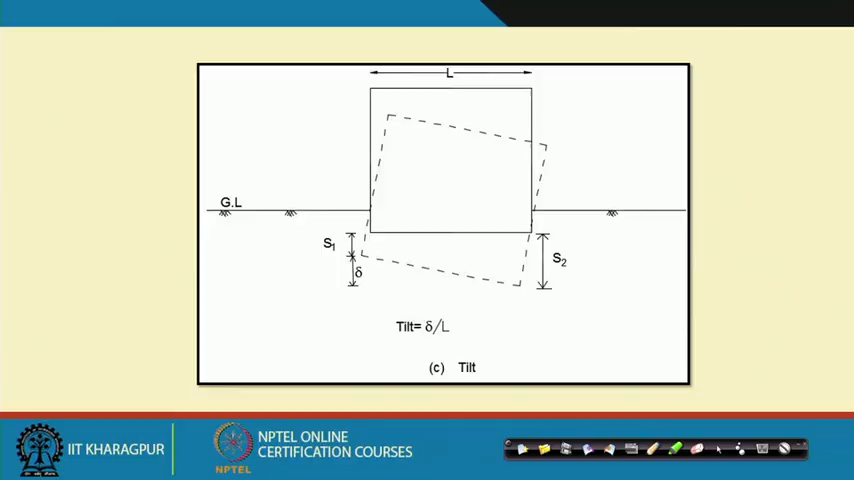 L
G.L
S1
δ
S2
Tilt= δ/L
(c) Tilt
IIT KHARAGPUR
NPTEL
NPTEL ONLINE
CERTIFICATION COURSES